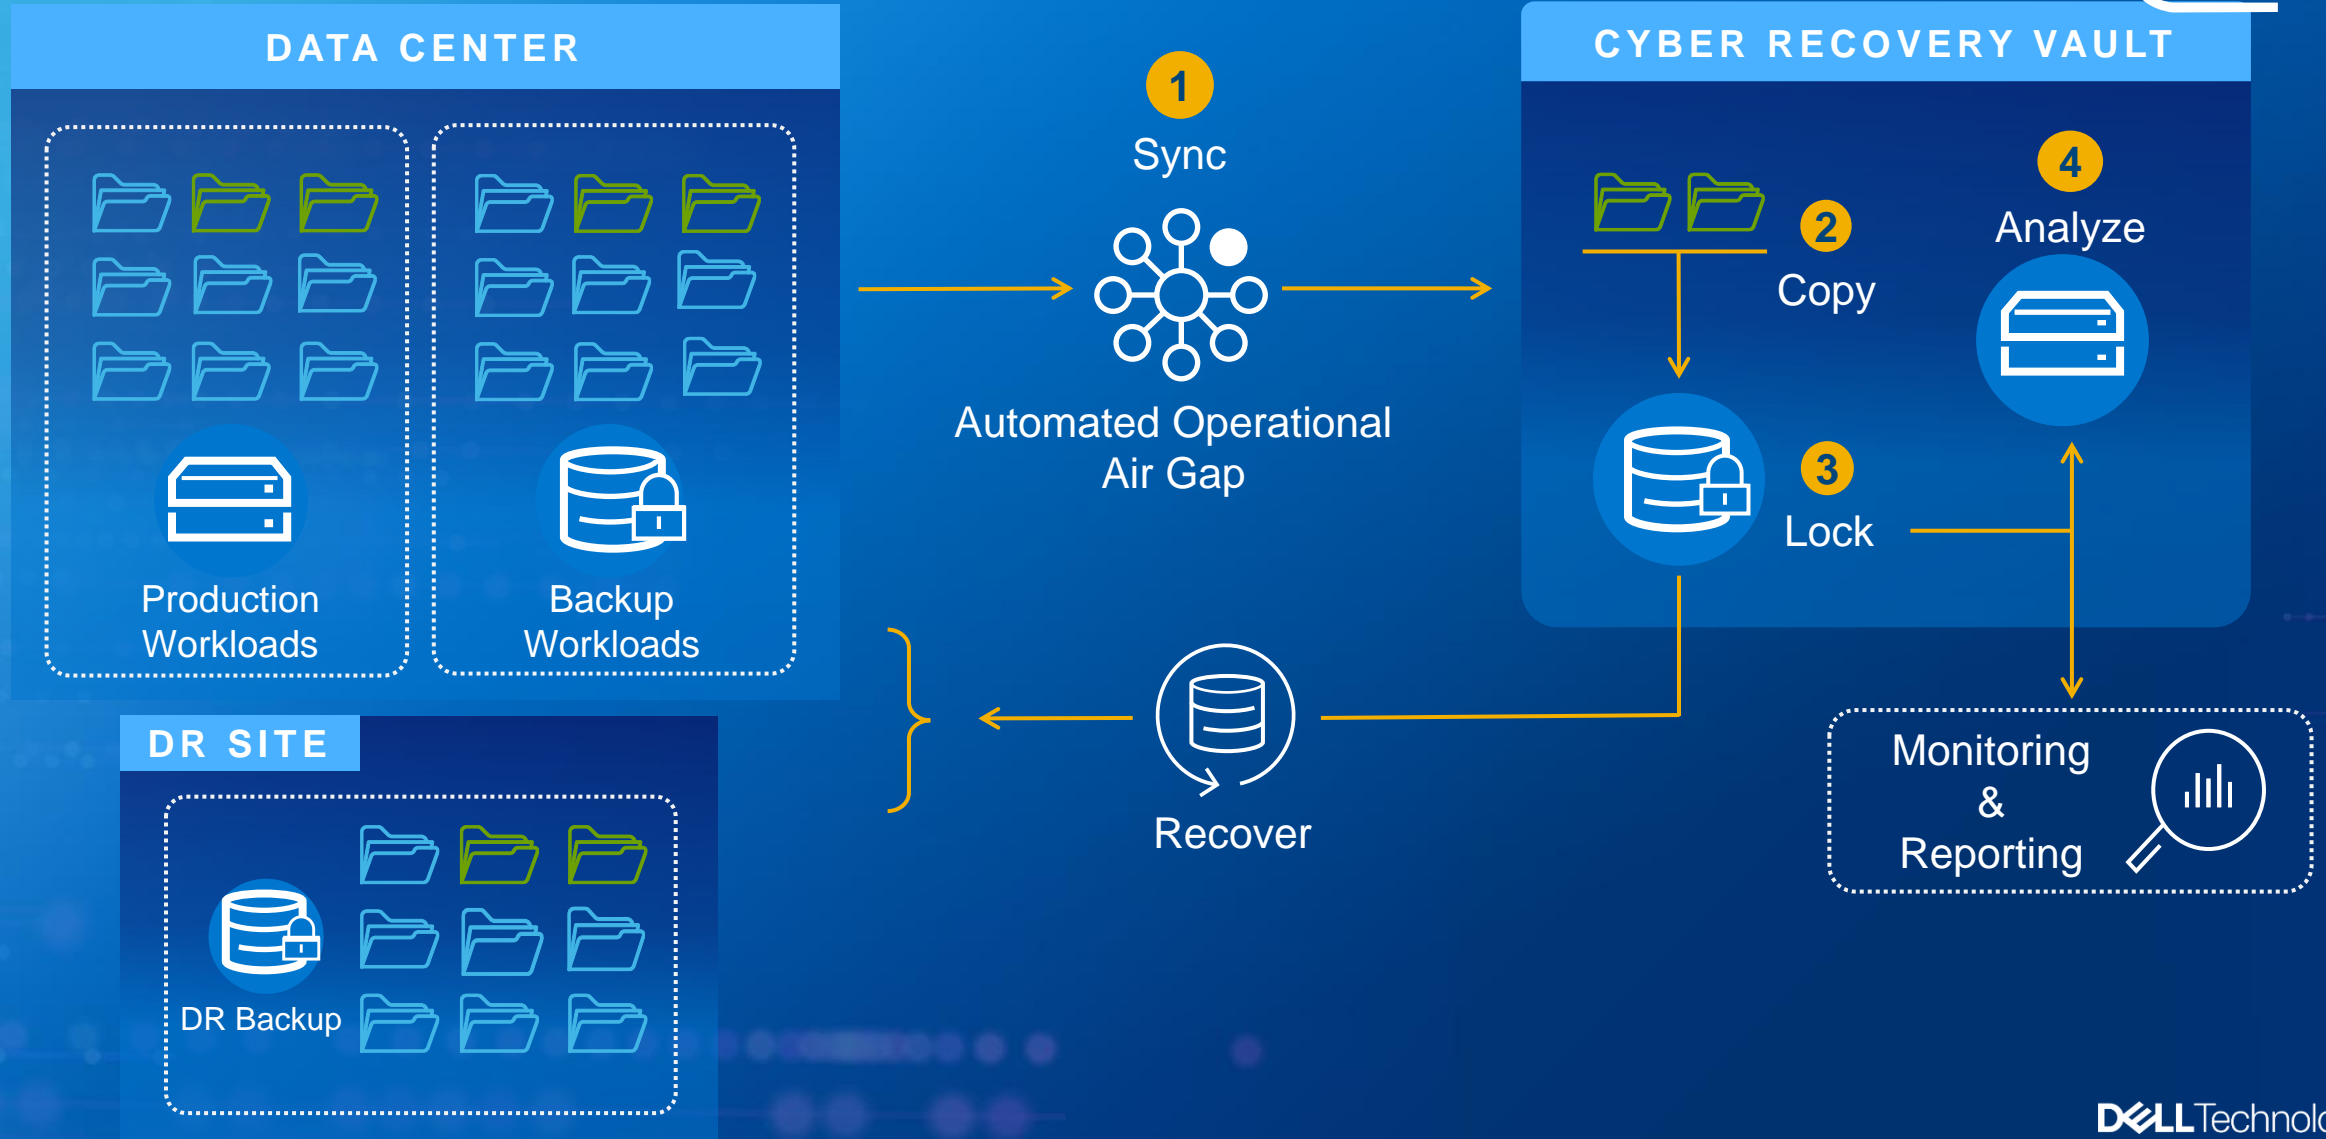 DATA CENTER
Production
Workloads
Backup
Workloads
1
Sync
Automated Operational
Air Gap
CYBER RECOVERY VAULT
2
Copy
3
Lock
4
Analyze
Recover
Monitoring
&
Reporting
DR SITE
DR Backup
DELL